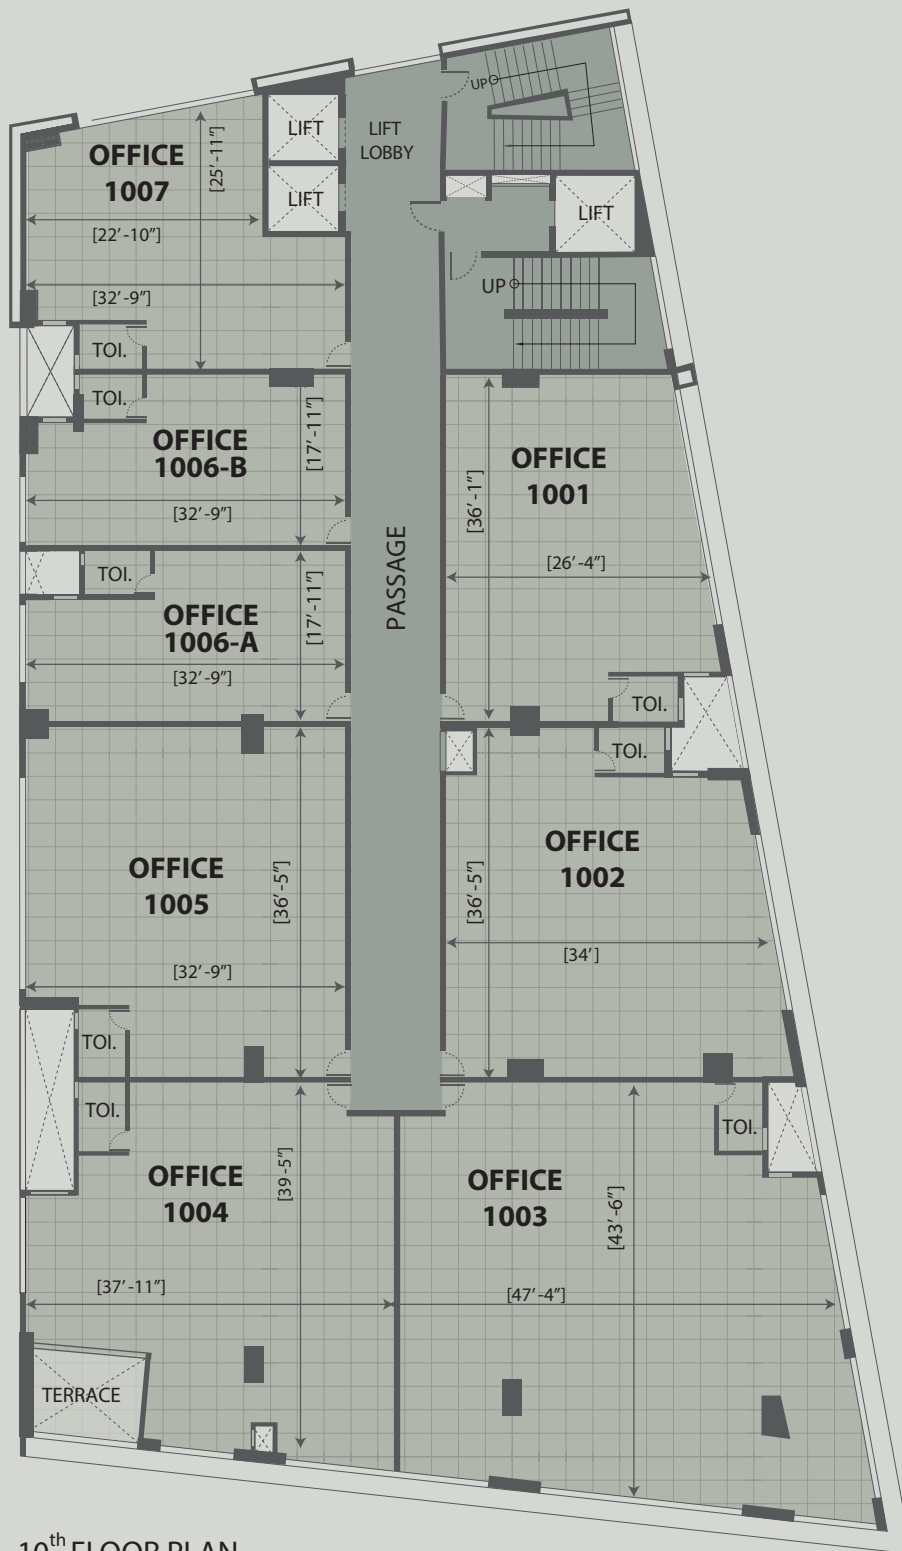 UP
LIFT
LIFT
LOBBY
OFFICE
1007
[25'-11"]
LIFT
LIFT
[22'-10"]
UP
[32'-9"]
TOI.
TOI.
OFFICE
1006-B
[17'-11"]
[32'-9"]
OFFICE
1001
[36'-1"]
[26'-4"]
PASSAGE
TOI.
OFFICE
1006-A
[17'-11"]
[32'-9"]
TOI.
TOI.
OFFICE
1005
[36'-5"]
[32'-9"]
OFFICE
1002
[36'-5"]
[34']
TOI.
TOI.
TOI.
OFFICE
1004
[39-5"]
[37'-11"]
OFFICE
1003
[43'-6"]
[47'-4"]
TERRACE
10th FLOOR PLAN